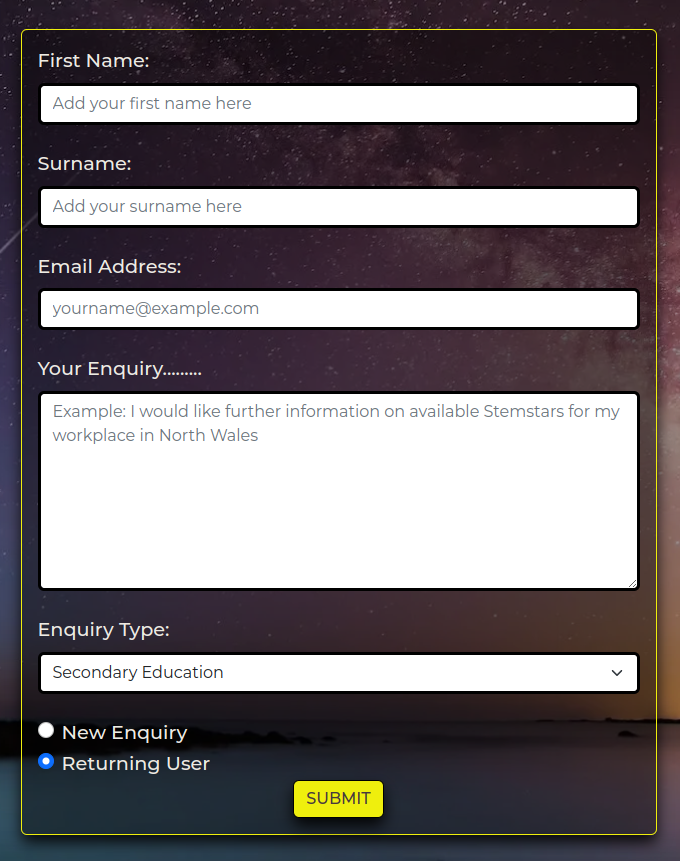 First Name:
Add your first name here
Surname:
Add your surname here
Email Address:
yourname@example.com
Your Enquiry.........
Example: I would like further information on available Stemstars for my
workplace in North Wales
Enquiry Type:
Secondary Education
New Enquiry
Returning User
SUBMIT